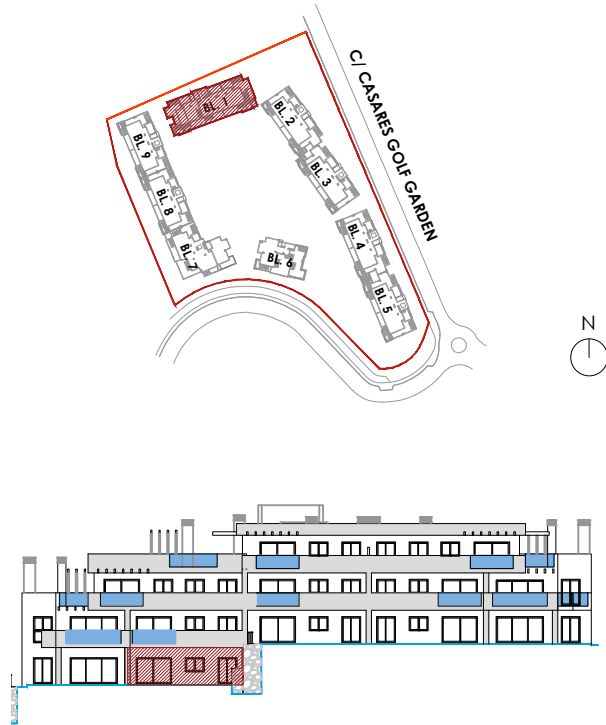 C/ CASARES GOLF GARDEN
BL. 1
BL. 2
BL. 9
BL. 3
BL. 8
BL. 4
BL. 7
BL. 6
BL. 5
N